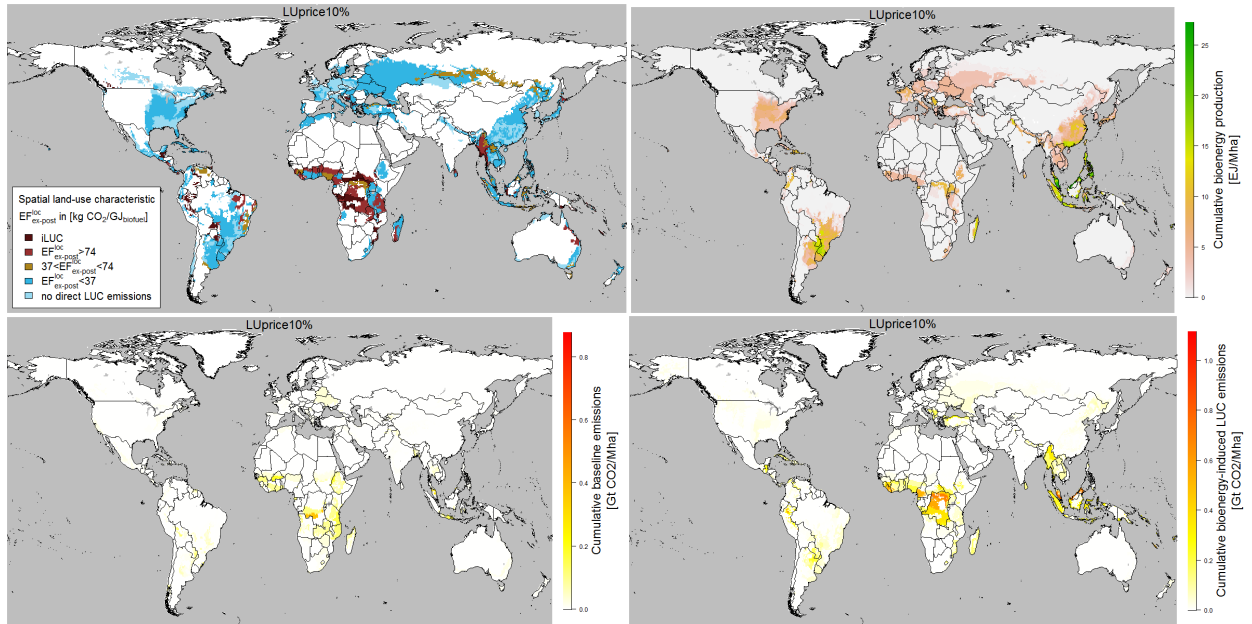 LUprice10%
Spatial land-use characteristic
EF^loc_ex-post in [kg CO2/GJbiofuel]
iLUC
EF^loc_ex-post>74
37<EF^loc_ex-post<74
EF^loc_ex-post<37
no direct LUC emissions
LUprice10%
25
20
15
10
5
0
Cumulative bioenergy production
[EJ/Mha]
LUprice10%
0.8
0.6
0.4
0.2
0.0
Cumulative baseline emissions
[Gt CO2/Mha]
LUprice10%
1.0
0.8
0.6
0.4
0.2
0.0
Cumulative bioenergy-induced LUC emissions
[Gt CO2/Mha]